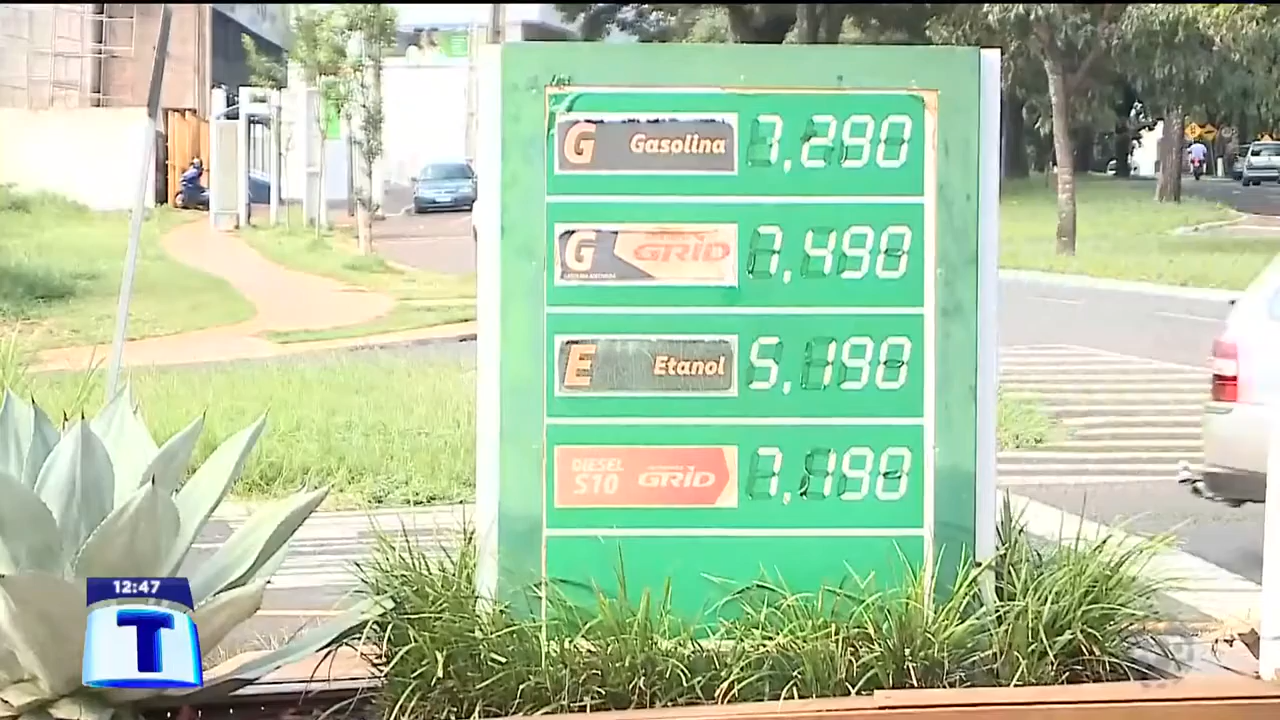 G Gasolina 7,290
G GRID 7,490
E Etanol 5,190
DIESEL S10 GRID 7,190
12:47
T